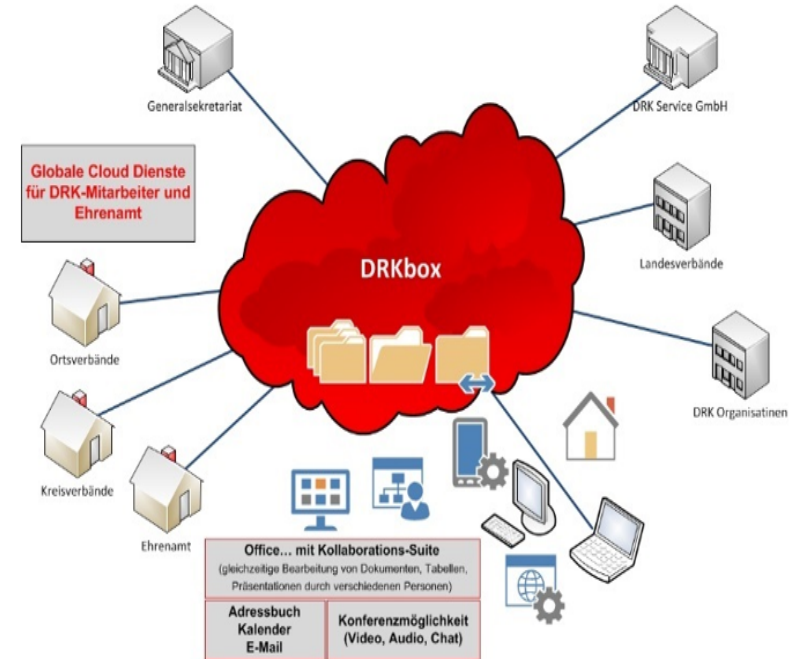 Generalsekretariat
DRK Service GmbH
Globale Cloud Dienste
für DRK-Mitarbeiter und
Ehrenamt
Landesverbände
DRKbox
Ortsverbände
DRK Organisatinen
Kreisverbände
Ehrenamt
Office... mit Kollaborations-Suite
(gleichzeitige Bearbeitung von Dokumenten, Tabellen,
Präsentationen durch verschiedenen Personen)
Adressbuch
Kalender
E-Mail
Konferenzmöglichkeit
(Video, Audio, Chat)